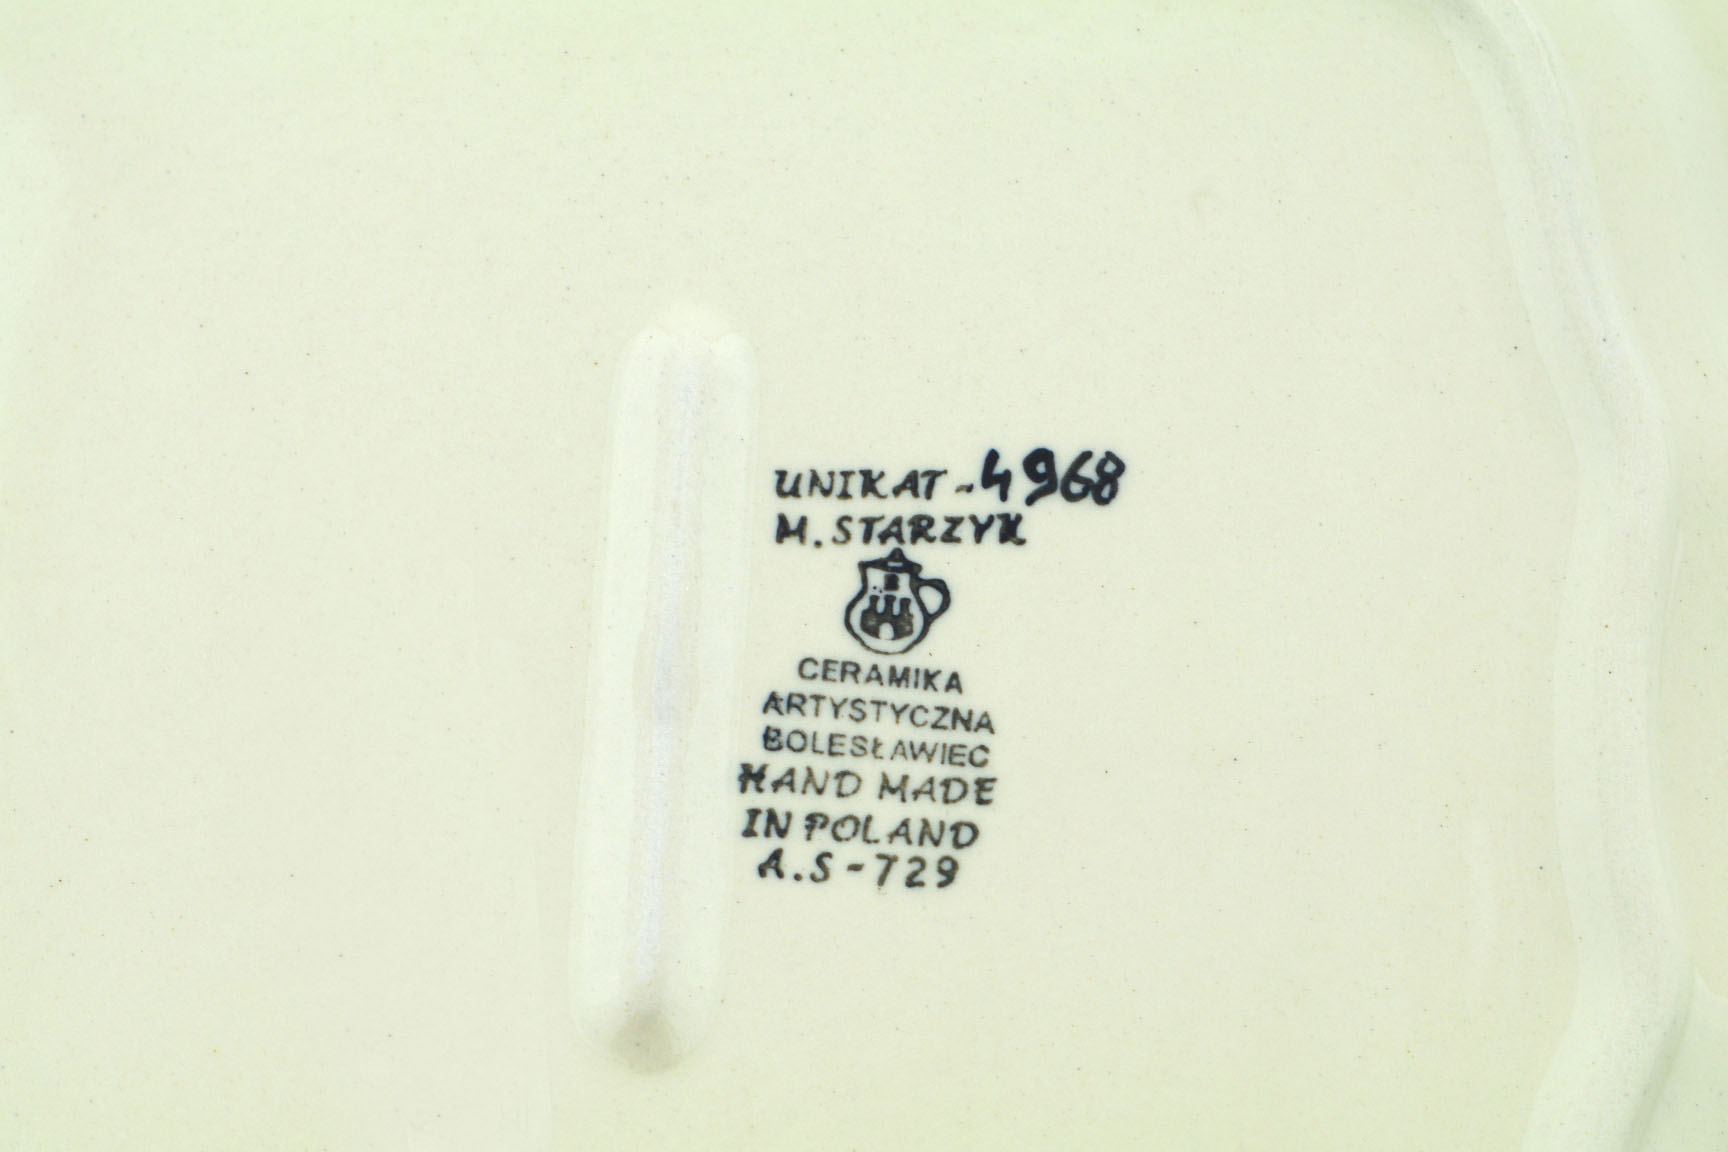 UNIKAT-4968
M. STARZYK
CERAMIKA
ARTYSTYCZNA
BOLESŁAWIEC
HAND MADE
IN POLAND
A.S-729